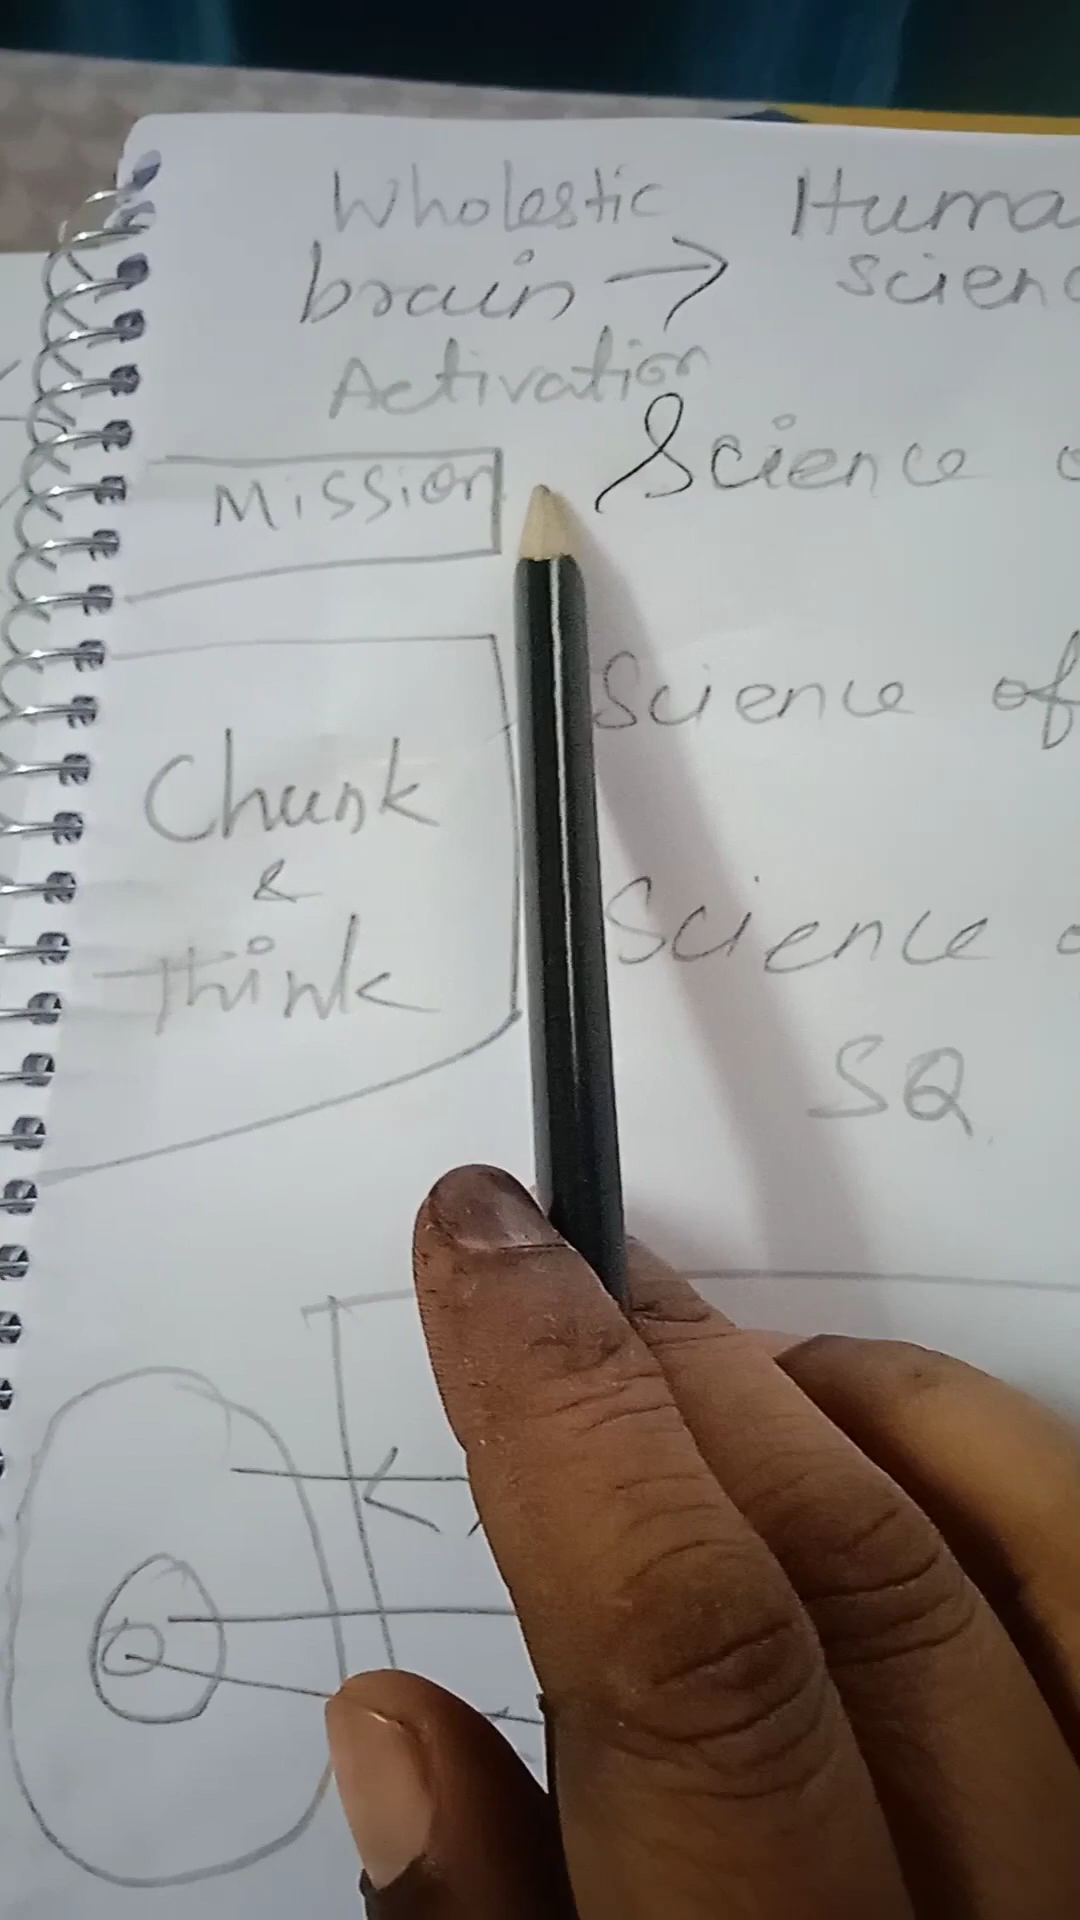 Wholestic
brain → Huma
scien
Activation
Mission
Science
Science of
Chunk
&
Think
Science
SQ